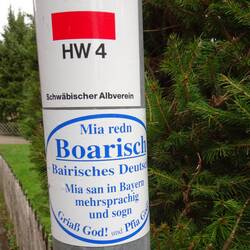 HW 4
Schwäbischer Albverein
Mia redn
Boarisch
Bairisches Deutsch
Mia san in Bayern
mehrsprachig
und sogn
Griaß God! und Pfia